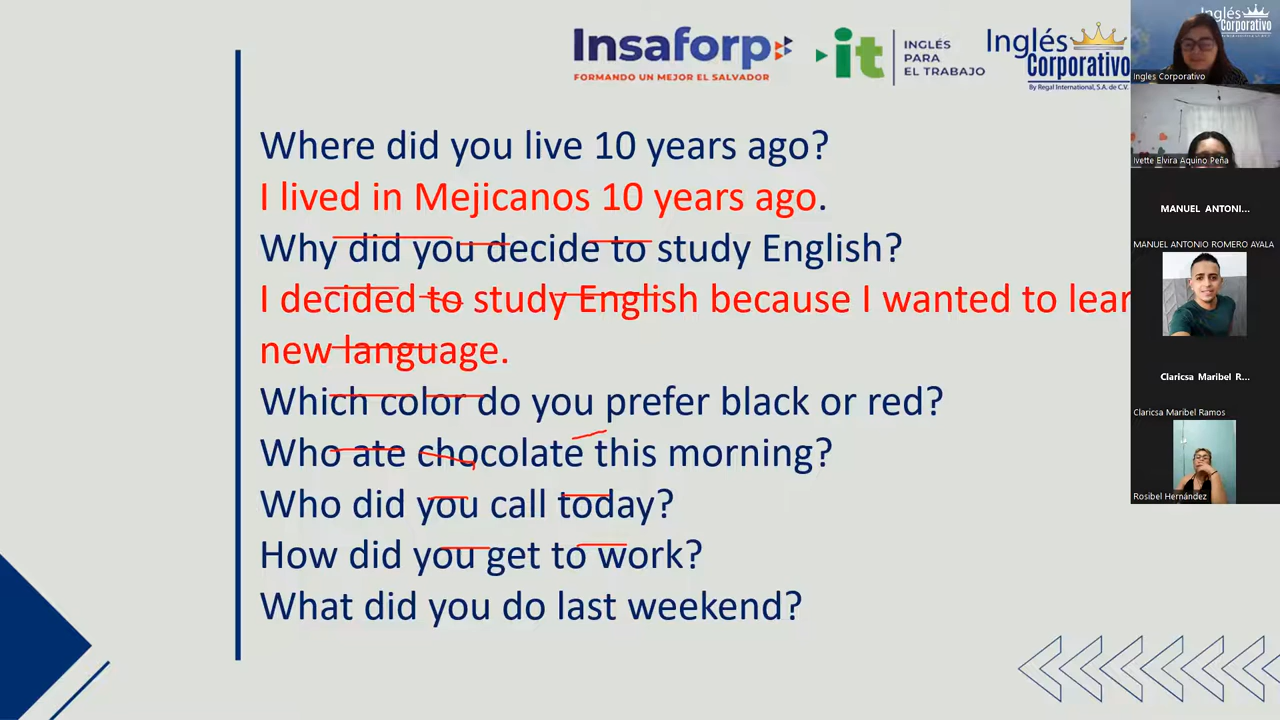 Insaforp
FORMANDO UN MEJOR EL SALVADOR
it
INGLÉS
PARA
EL TRABAJO
Inglés
Corporativo
By Regal International, S.A. de C.V.
Where did you live 10 years ago?
I lived in Mejicanos 10 years ago.
Why did you decide to study English?
I decided to study English because I wanted to lear
new language.
Which color do you prefer black or red?
Who ate chocolate this morning?
Who did you call today?
How did you get to work?
What did you do last weekend?
Inglés
Corporativo
Ingles Corporativo
Ivette Elvira Aquino Peña
MANUEL ANTONI...
MANUEL ANTONIO ROMERO AYALA
Claricsa Maribel R...
Claricsa Maribel Ramos
Rosibel Hernández